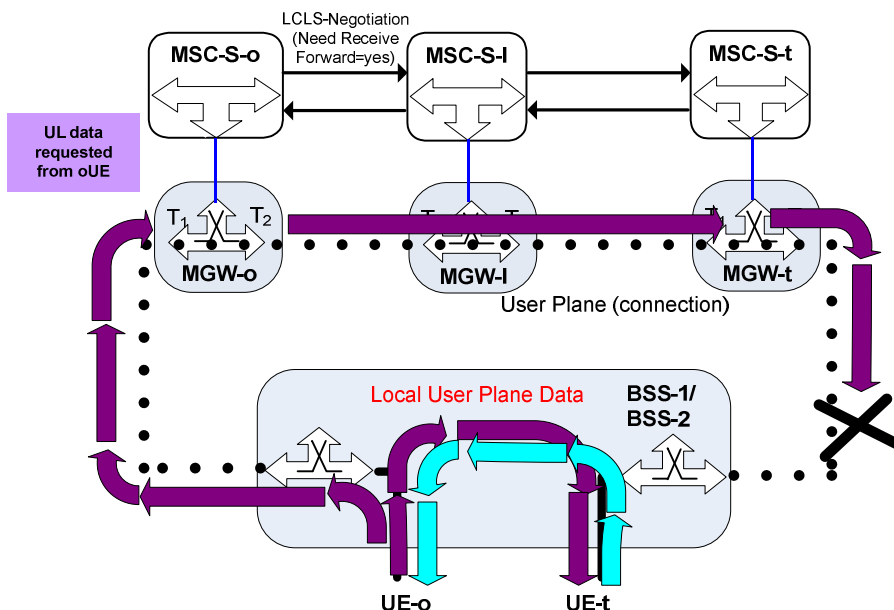 LCLS-Negotiation
(Need Receive
Forward=yes)
MSC-S-o
MSC-S-I
MSC-S-t
UL data
requested
from oUE
T1
T2
T
T
MGW-o
MGW-I
MGW-t
User Plane (connection)
Local User Plane Data
BSS-1/
BSS-2
UE-o
UE-t